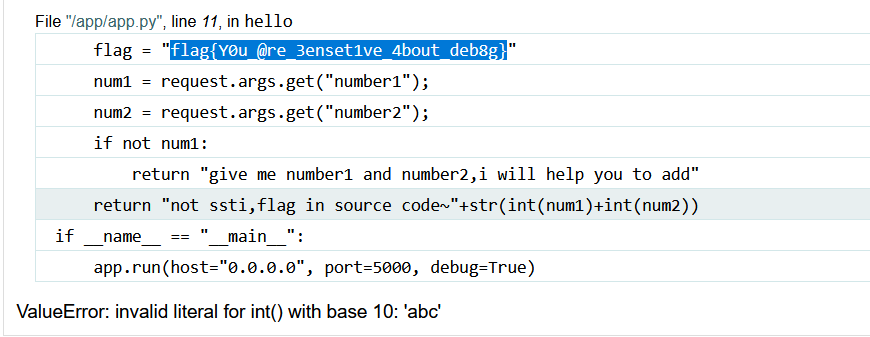 File "/app/app.py", line 11, in hello
flag = "flag{Y0u_@re_3enset1ve_4bout_deb8g}"
num1 = request.args.get("number1");
num2 = request.args.get("number2");
if not num1:
return "give me number1 and number2,i will help you to add"
return "not ssti,flag in source code~"+str(int(num1)+int(num2))
if __name__ == "__main__":
app.run(host="0.0.0.0", port=5000, debug=True)
ValueError: invalid literal for int() with base 10: 'abc'